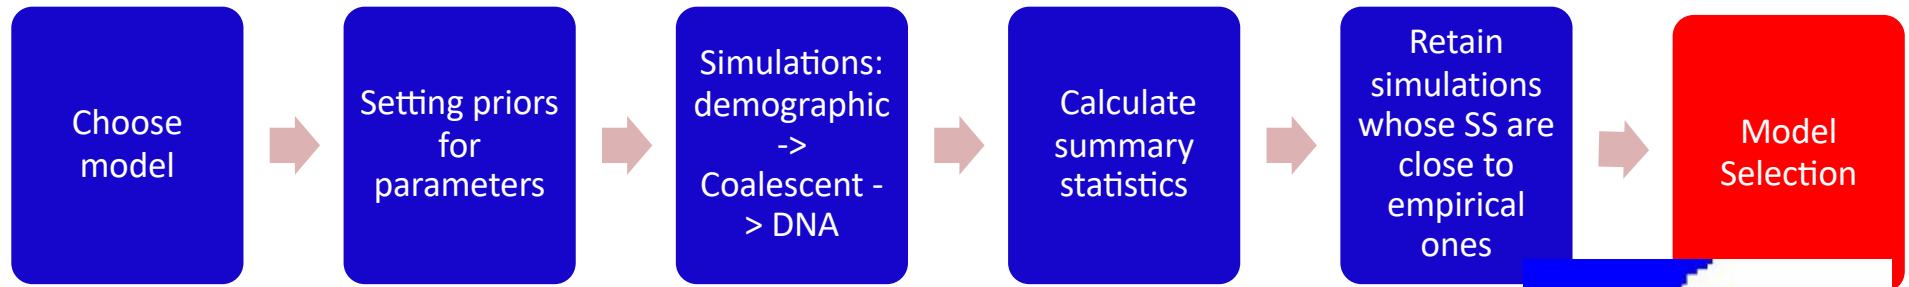 Choose
model
Setting priors
for
parameters
Simulations:
demographic
->
Coalescent -
> DNA
Calculate
summary
statistics
Retain
simulations
whose SS are
close to
empirical
ones
Model
Selection